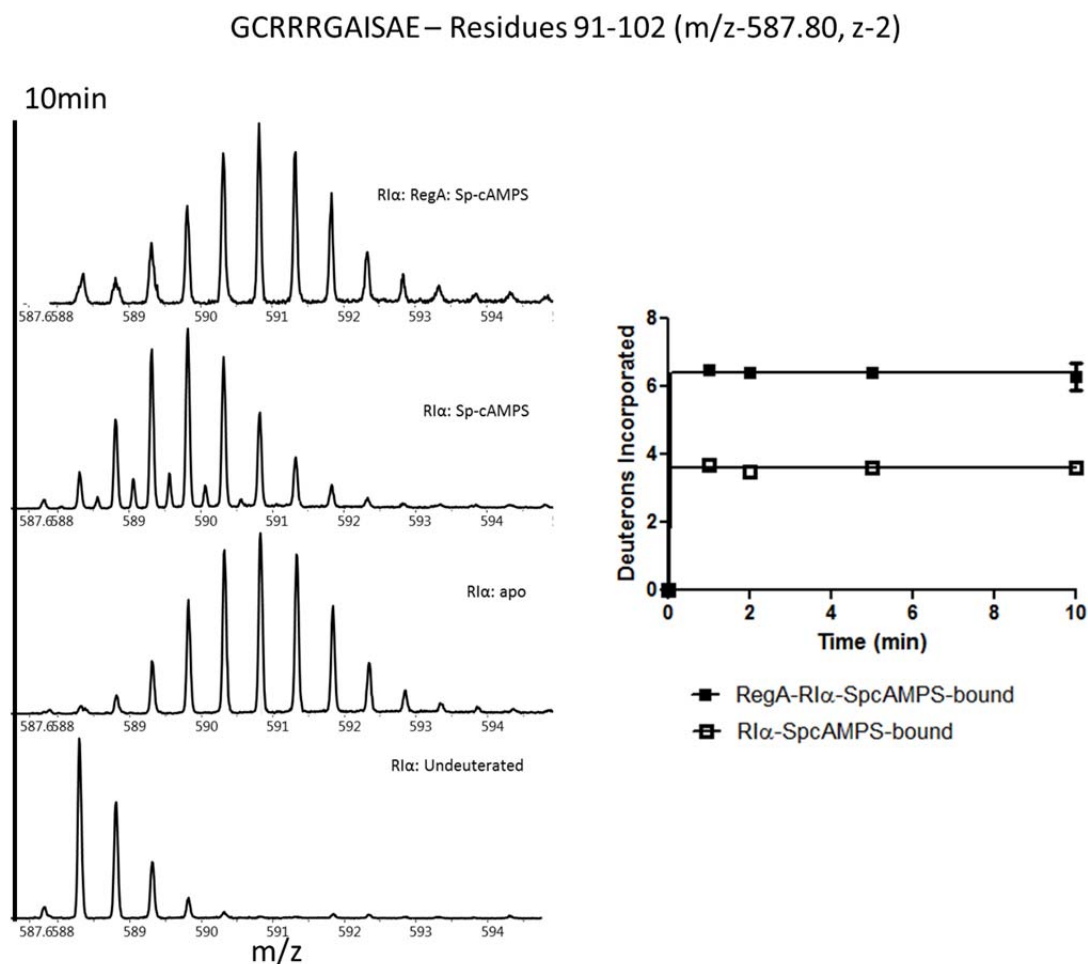 GCRRRGAISAE – Residues 91-102 (m/z-587.80, z-2)
10min
RIα: RegA: Sp-cAMPS
587.6588 589 590 591 592 593 594
RIα: Sp-cAMPS
587.6588 589 590 591 592 593 594
RIα: apo
587.6588 589 590 591 592 593 594
RIα: Undeuterated
587.6588 589 590 591 592 593 594
m/z
Deuterons Incorporated
8
6
4
2
0
0 2 4 6 8 10
Time (min)
RegA-RIα-SpcAMPS-bound
RIα-SpcAMPS-bound